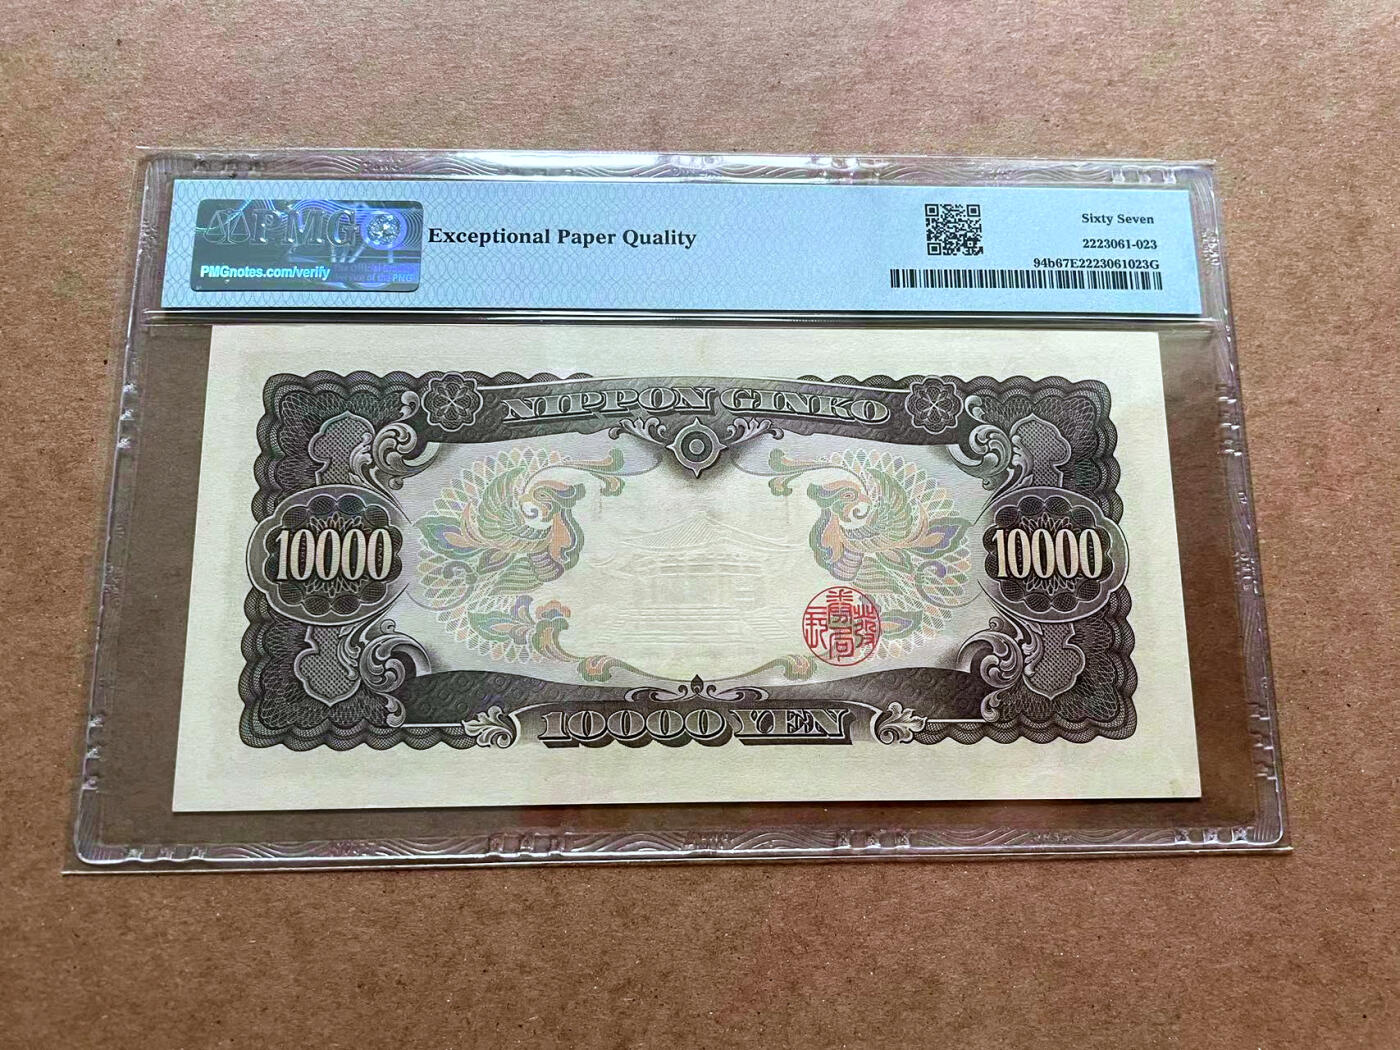 PMG
PMGnotes.com/verify
Exceptional Paper Quality
Sixty Seven
2223061-023
94b67E2223061023G
NIPPON GINKO
10000
10000
10000 YEN